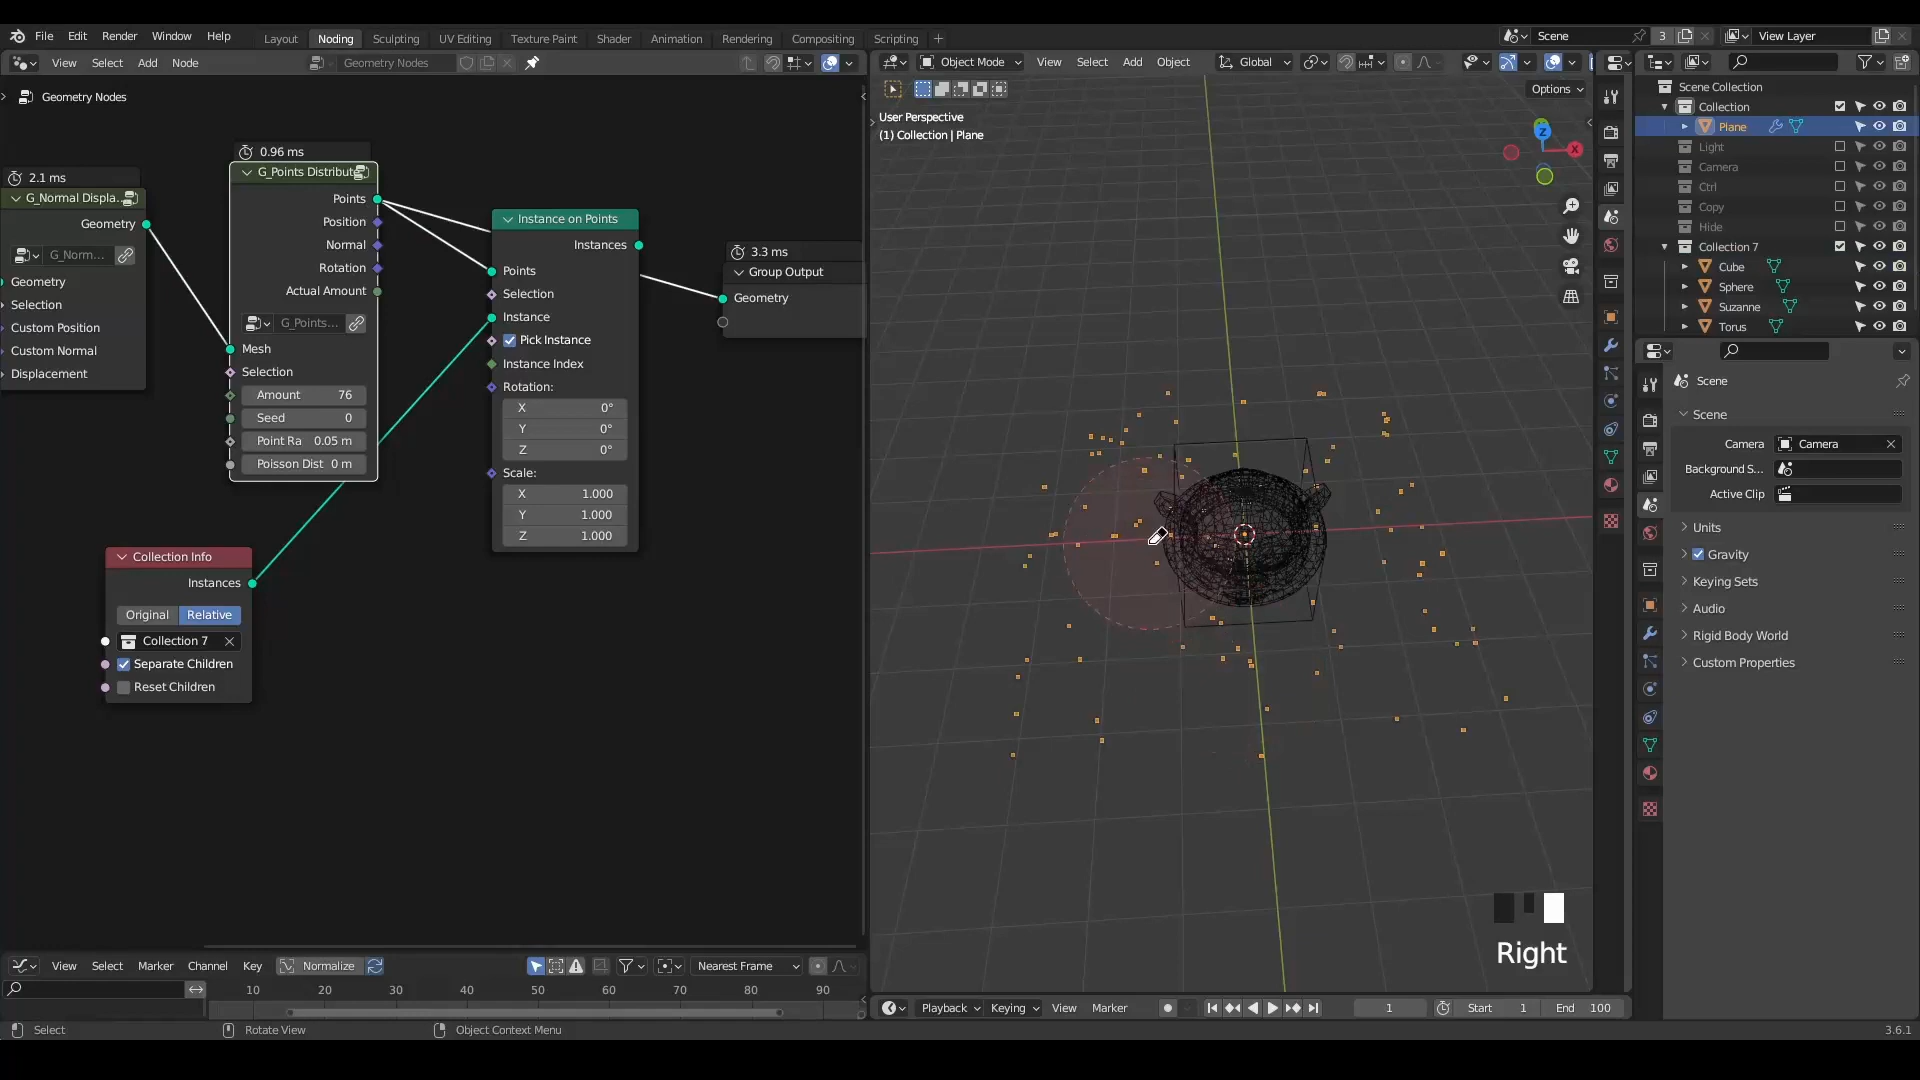 File Edit Render Window Help Layout Noding Sculpting UV Editing Texture Paint Shader Animation Rendering Compositing Scripting Scene 3 View Layer
View Select Add Node Geometry Nodes
Object Mode View Select Add Object Global
Options
Geometry Nodes
User Perspective
(1) Collection | Plane
2.1 ms
G_Normal Displa...
Geometry
G_Norm...
Geometry
Selection
Custom Position
Custom Normal
Displacement
0.96 ms
G_Points Distribute
Points
Position
Normal
Rotation
Actual Amount
G_Points...
Mesh
Selection
Amount 76
Seed 0
Point Ra 0.05 m
Poisson Dist 0 m
Instance on Points
Instances
Points
Selection
Instance
Pick Instance
Instance Index
Rotation:
X 0°
Y 0°
Z 0°
Scale:
X 1.000
Y 1.000
Z 1.000
3.3 ms
Group Output
Geometry
Collection Info
Instances
Original Relative
Collection 7
Separate Children
Reset Children
Z
X
Right
Scene Collection
Collection
Plane
Light
Camera
Ctrl
Copy
Hide
Collection 7
Cube
Sphere
Suzanne
Torus
Scene
Scene
Camera Camera
Background S...
Active Clip
Units
Gravity
Keying Sets
Audio
Rigid Body World
Custom Properties
View Select Marker Channel Key Normalize Nearest Frame
10 20 30 40 50 60 70 80 90
Playback Keying View Marker 1 Start 1 End 100
Select Rotate View Object Context Menu 3.6.1